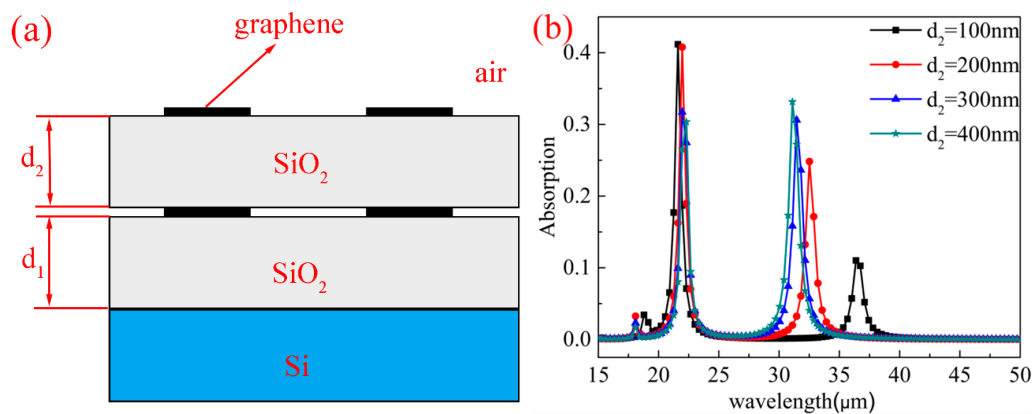 (a)
graphene
air
d₂
SiO₂
d₁
SiO₂
Si
(b)
d₂=100nm
d₂=200nm
d₂=300nm
d₂=400nm
Absorption
0.4
0.3
0.2
0.1
0.0
15 20 25 30 35 40 45 50
wavelength(μm)